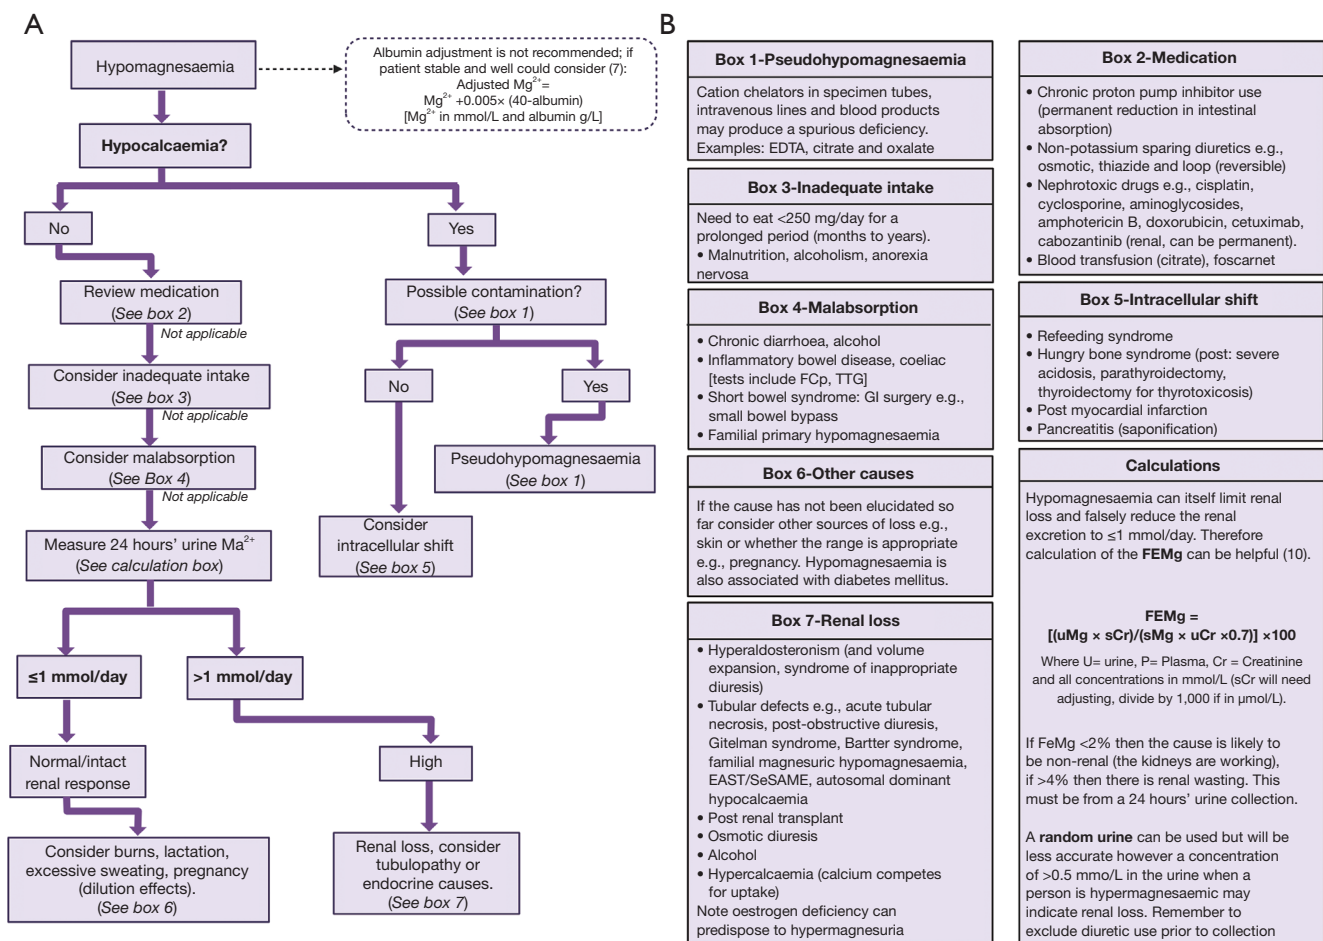 A
Hypomagnesaemia
Albumin adjustment is not recommended; if
patient stable and well could consider (7):
Adjusted Mg²⁺=
Mg²⁺ +0.005× (40-albumin)
[Mg²⁺ in mmol/L and albumin g/L]
Hypocalcaemia?
No
Yes
Review medication
(See box 2)
Not applicable
Consider inadequate intake
(See box 3)
Not applicable
Consider malabsorption
(See Box 4)
Not applicable
Measure 24 hours' urine Ma²⁺
(See calculation box)
≤1 mmol/day
>1 mmol/day
Normal/intact
renal response
High
Consider burns, lactation,
excessive sweating, pregnancy
(dilution effects).
(See box 6)
Renal loss, consider
tubulopathy or
endocrine causes.
(See box 7)
Possible contamination?
(See box 1)
No
Yes
Pseudohypomagnesaemia
(See box 1)
Consider
intracellular shift
(See box 5)
B
Box 1-Pseudohypomagnesaemia
Cation chelators in specimen tubes,
intravenous lines and blood products
may produce a spurious deficiency.
Examples: EDTA, citrate and oxalate
Box 2-Medication
• Chronic proton pump inhibitor use
(permanent reduction in intestinal
absorption)
• Non-potassium sparing diuretics e.g.,
osmotic, thiazide and loop (reversible)
• Nephrotoxic drugs e.g., cisplatin,
cyclosporine, aminoglycosides,
amphotericin B, doxorubicin, cetuximab,
cabozantinib (renal, can be permanent).
• Blood transfusion (citrate), foscarnet
Box 3-Inadequate intake
Need to eat <250 mg/day for a
prolonged period (months to years).
• Malnutrition, alcoholism, anorexia
nervosa
Box 4-Malabsorption
• Chronic diarrhoea, alcohol
• Inflammatory bowel disease, coeliac
[tests include FCp, TTG]
• Short bowel syndrome: GI surgery e.g.,
small bowel bypass
• Familial primary hypomagnesaemia
Box 5-Intracellular shift
• Refeeding syndrome
• Hungry bone syndrome (post: severe
acidosis, parathyroidectomy,
thyroidectomy for thyrotoxicosis)
• Post myocardial infarction
• Pancreatitis (saponification)
Box 6-Other causes
If the cause has not been elucidated so
far consider other sources of loss e.g.,
skin or whether the range is appropriate
e.g., pregnancy. Hypomagnesaemia is
also associated with diabetes mellitus.
Box 7-Renal loss
• Hyperaldosteronism (and volume
expansion, syndrome of inappropriate
diuresis)
• Tubular defects e.g., acute tubular
necrosis, post-obstructive diuresis,
Gitelman syndrome, Bartter syndrome,
familial magnesuric hypomagnesaemia,
EAST/SeSAME, autosomal dominant
hypocalcaemia
• Post renal transplant
• Osmotic diuresis
• Alcohol
• Hypercalcaemia (calcium competes
for uptake)
Note oestrogen deficiency can
predispose to hypermagnesuria
Calculations
Hypomagnesaemia can itself limit renal
loss and falsely reduce the renal
excretion to ≤1 mmol/day. Therefore
calculation of the FEMg can be helpful (10).
FEMg =
[(uMg × sCr)/(sMg × uCr ×0.7)] ×100
Where U= urine, P= Plasma, Cr = Creatinine
and all concentrations in mmol/L (sCr will need
adjusting, divide by 1,000 if in µmol/L).
If FeMg <2% then the cause is likely to
be non-renal (the kidneys are working),
if >4% then there is renal wasting. This
must be from a 24 hours' urine collection.
A random urine can be used but will be
less accurate however a concentration
of >0.5 mmol/L in the urine when a
person is hypermagnesaemic may
indicate renal loss. Remember to
exclude diuretic use prior to collection